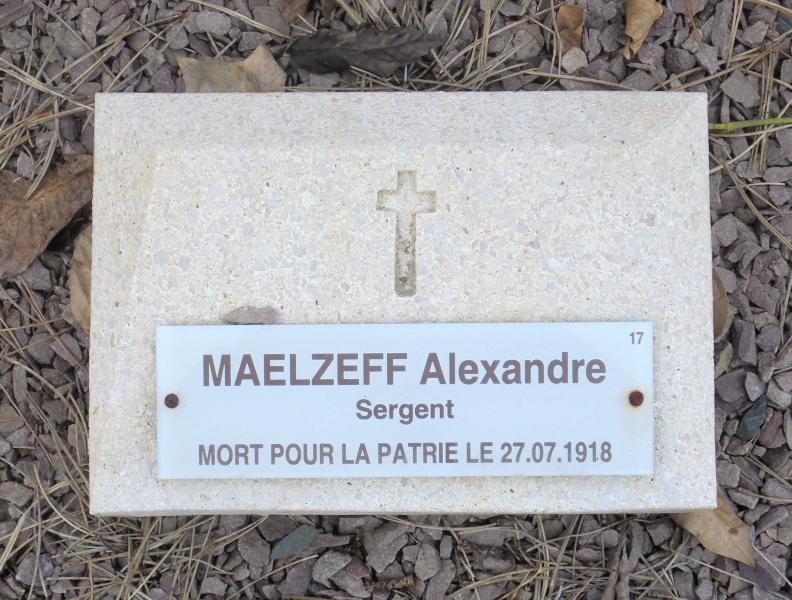 17
MAELZEFF Alexandre
Sergent
MORT POUR LA PATRIE LE 27.07.1918